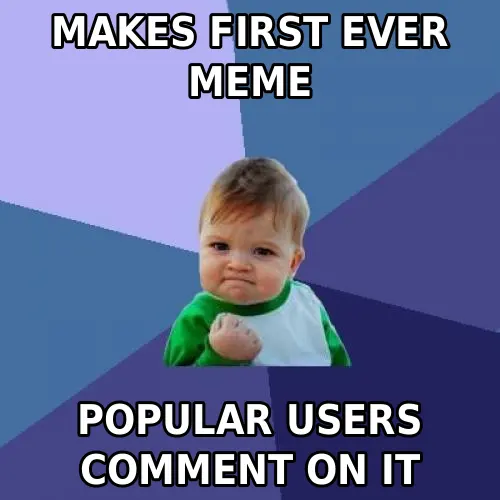 MAKES FIRST EVER
MEME
POPULAR USERS
COMMENT ON IT